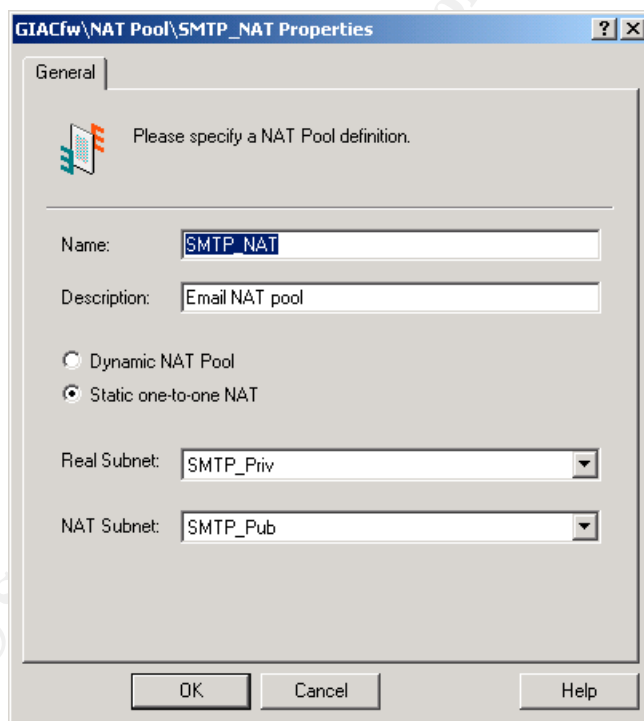 GIACfw\NAT Pool\SMTP_NAT Properties
General
Please specify a NAT Pool definition.
Name: SMTP_NAT
Description: Email NAT pool
Dynamic NAT Pool
Static one-to-one NAT
Real Subnet: SMTP_Priv
NAT Subnet: SMTP_Pub
OK Cancel Help